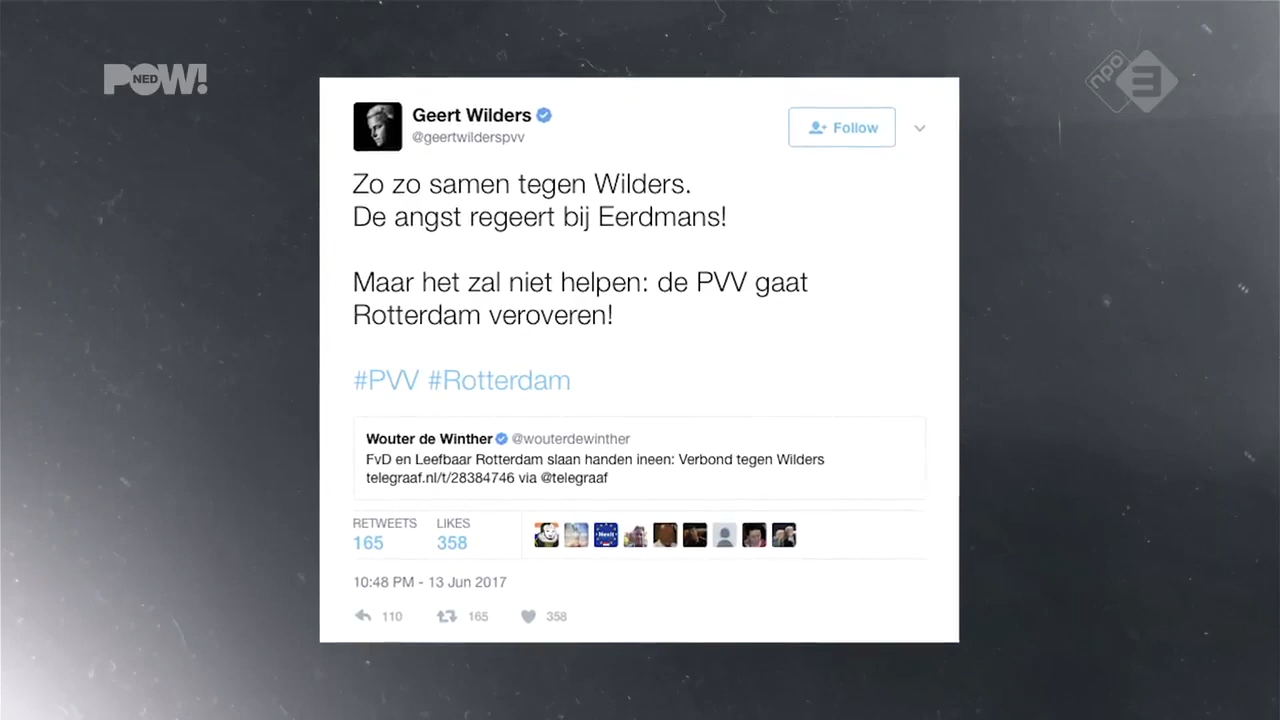 POW!
NED
npo
3
Geert Wilders
@geertwilderspvv
Follow
Zo zo samen tegen Wilders.
De angst regeert bij Eerdmans!
Maar het zal niet helpen: de PVV gaat
Rotterdam veroveren!
#PVV #Rotterdam
Wouter de Winther @wouterdewinther
FvD en Leefbaar Rotterdam slaan handen ineen: Verbond tegen Wilders
telegraaf.nl/t/28384746 via @telegraaf
RETWEETS LIKES
165 358
Nexit
10:48 PM - 13 Jun 2017
110 165 358